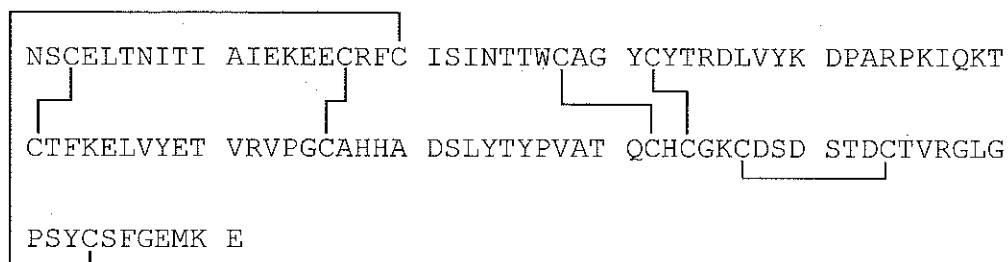 NSCELTNITI AIEKEECRFC ISINTTWCAG YCYTRDLVYK DPARPKIQKT
CTFKELVYET VRVPGCAHHA DSLYTYPVAT QCHCGKCDSD STDCTVRGLG
PSYCSFGEMK E